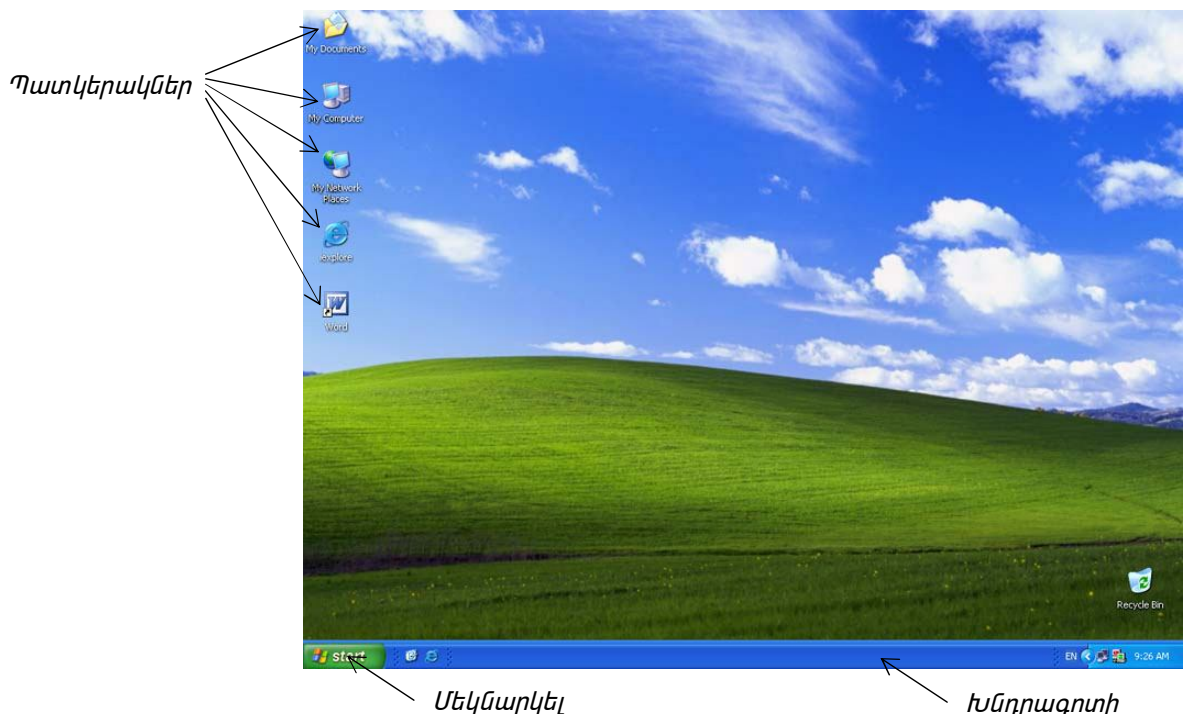 My Documents
Պատկերակներ
My Computer
My Network
Places
iexplore
Word
Recycle Bin
start
EN
9:26 AM
Մեկնարկել
Խնդրագոտի